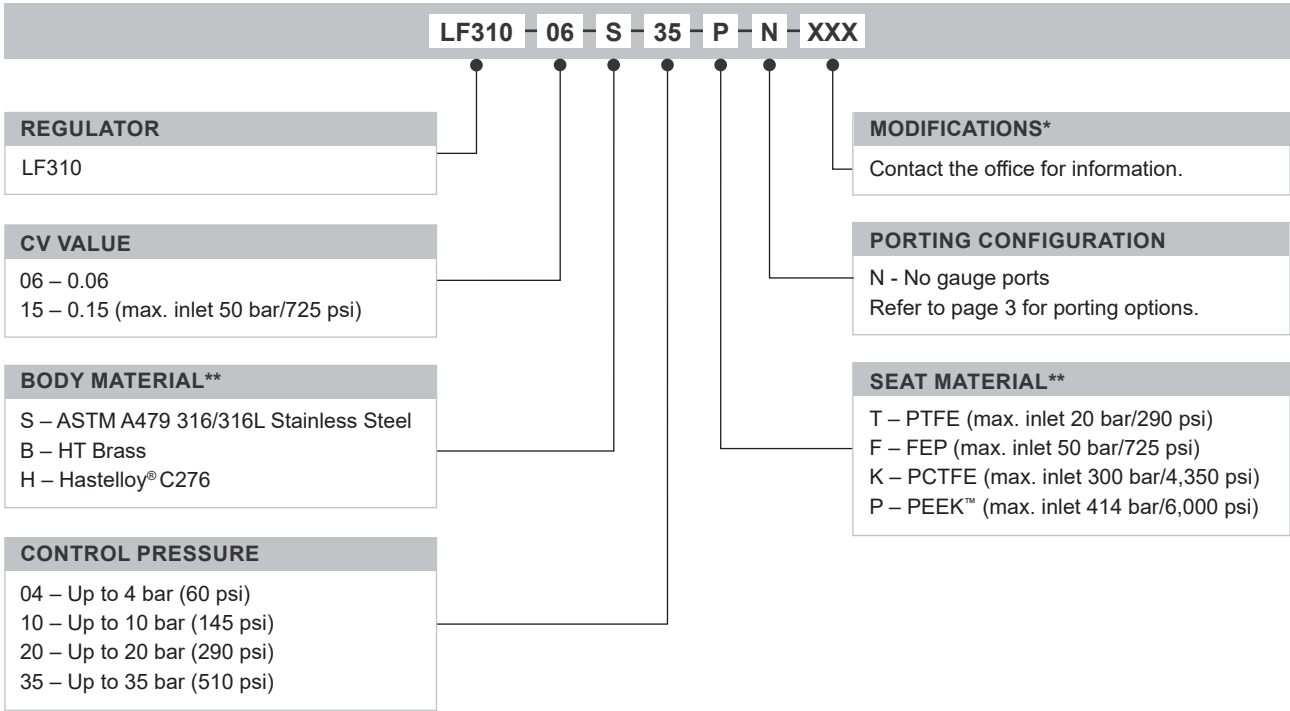 LF310 - 06 - S - 35 - P - N - XXX
REGULATOR
LF310
CV VALUE
06 – 0.06
15 – 0.15 (max. inlet 50 bar/725 psi)
BODY MATERIAL**
S – ASTM A479 316/316L Stainless Steel
B – HT Brass
H – Hastelloy® C276
CONTROL PRESSURE
04 – Up to 4 bar (60 psi)
10 – Up to 10 bar (145 psi)
20 – Up to 20 bar (290 psi)
35 – Up to 35 bar (510 psi)
MODIFICATIONS*
Contact the office for information.
PORTING CONFIGURATION
N - No gauge ports
Refer to page 3 for porting options.
SEAT MATERIAL**
T – PTFE (max. inlet 20 bar/290 psi)
F – FEP (max. inlet 50 bar/725 psi)
K – PCTFE (max. inlet 300 bar/4,350 psi)
P – PEEK™ (max. inlet 414 bar/6,000 psi)